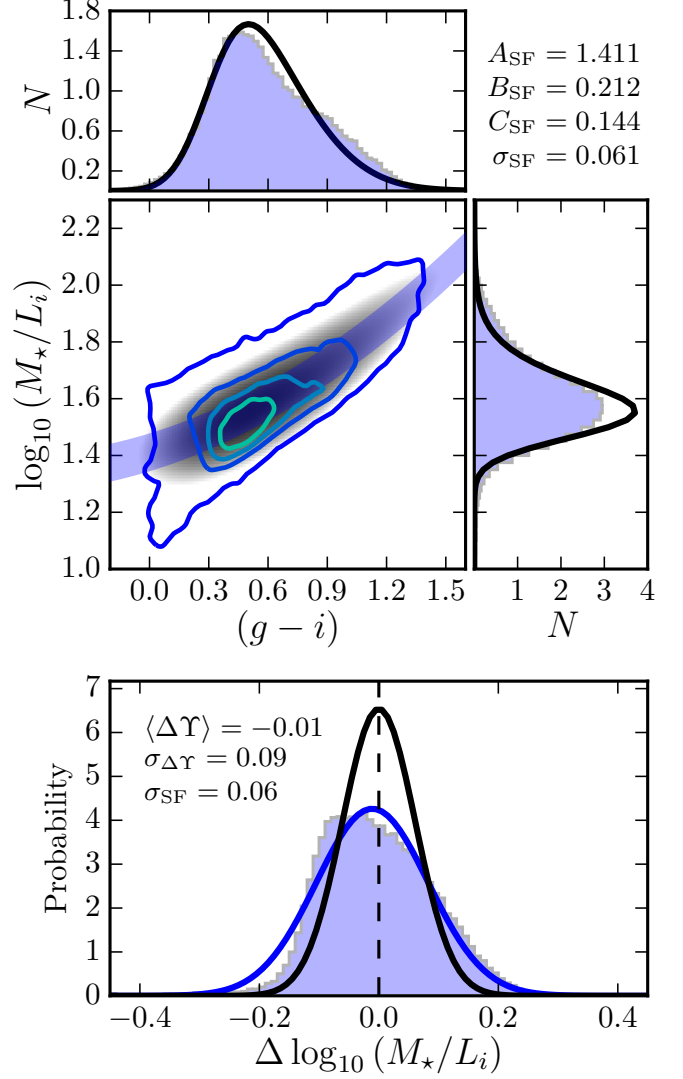 1.8
1.4
1.0
0.6
0.2
N
A_SF = 1.411
B_SF = 0.212
C_SF = 0.144
σ_SF = 0.061
2.2
2.0
1.8
1.6
1.4
1.2
1.0
log₁₀ (M⋆/L_i)
0.0 0.3 0.6 0.9 1.2 1.5
(g − i)
1 2 3 4
N
7
6
5
4
3
2
1
0
Probability
⟨ΔΥ⟩ = −0.01
σ_ΔΥ = 0.09
σ_SF = 0.06
−0.4 −0.2 0.0 0.2 0.4
Δ log₁₀ (M⋆/L_i)